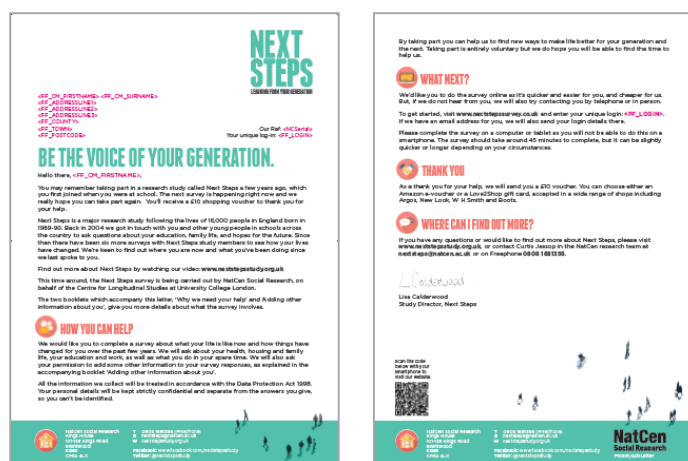 NEXT
STEPS
LEARNING FROM YOUR GENERATION
<FF_CM_FIRSTNAME> <FF_CM_SURNAME>
<FF_ADDRESSLINE1>
<FF_ADDRESSLINE2>
<FF_ADDRESSLINE3>
<FF_COUNTY>
<FF_TOWN>
<FF_POSTCODE>
Our Ref: <NCSerial>
Your unique log-in: <FF_LOGIN>
BE THE VOICE OF YOUR GENERATION.
Hello there, <FF_CM_FIRSTNAME>,
You may remember taking part in a research study called Next Steps a few years ago, which
you first joined when you were at school. The next survey is happening right now and we
really hope you can take part again. You'll receive a £10 shopping voucher to thank you for
your help.
Next Steps is a major research study following the lives of 16,000 people in England born in
1989-90. Back in 2004 we got in touch with you and other young people in schools across
the country to ask questions about your education, family life, and hopes for the future. Since
then there have been six more surveys with Next Steps study members to see how your lives
have changed. We're keen to find out where you are now and what you've been doing since
we last spoke to you.
Find out more about Next Steps by watching our video: www.nextstepsstudy.org.uk
This time around, the Next Steps survey is being carried out by NatCen Social Research, on
behalf of the Centre for Longitudinal Studies at University College London.
The two booklets which accompany this letter, 'Why we need your help' and 'Adding other
information about you', give you more details about what the survey involves.
HOW YOU CAN HELP
We would like you to complete a survey about what your life is like now and how things have
changed for you over the past few years. We will ask about your health, housing and family
life, your education and work, as well as what you do in your spare time. We will also ask
your permission to add some other information to your survey responses, as explained in the
accompanying booklet 'Adding other information about you'.
All the information we collect will be treated in accordance with the Data Protection Act 1998.
Your personal details will be kept strictly confidential and separate from the answers you give,
so you can't be identified.
NatCen Social Research
Kings House
101-135 Kings Road
Brentwood
Essex
CM14 4LX
By taking part you can help us to find new ways to make life better for your generation and
the next. Taking part is entirely voluntary but we do hope you will be able to find the time to
help us.
WHAT NEXT?
We'd like you to do the survey online as it's quicker and easier for you, and cheaper for us.
But, if we do not hear from you, we will also try contacting you by telephone or in person.
To get started, visit www.nextstepssurvey.co.uk and enter your unique login: <FF_LOGIN>.
If we have an email address for you, we will also send your login details there.
Please complete the survey on a computer or tablet as you will not be able to do this on a
smartphone. The survey should take around 45 minutes to complete, but it can be slightly
quicker or longer depending on your circumstances.
THANK YOU
As a thank you for your help, we will send you a £10 voucher. You can choose either an
Amazon e-voucher or a Love2Shop gift card, accepted in a wide range of shops including
Argos, New Look, W H Smith and Boots.
WHERE CAN I FIND OUT MORE?
If you have any questions or would like to find out more about Next Steps, please visit
www.nextstepsstudy.org.uk, or contact Curtis Jessop in the NatCen research team at
nextsteps@natcen.ac.uk or on Freephone
L Calderwood
Lisa Calderwood
Study Director, Next Steps
Scan the code
below with your
smartphone to
visit our website.
NatCen
Social Research